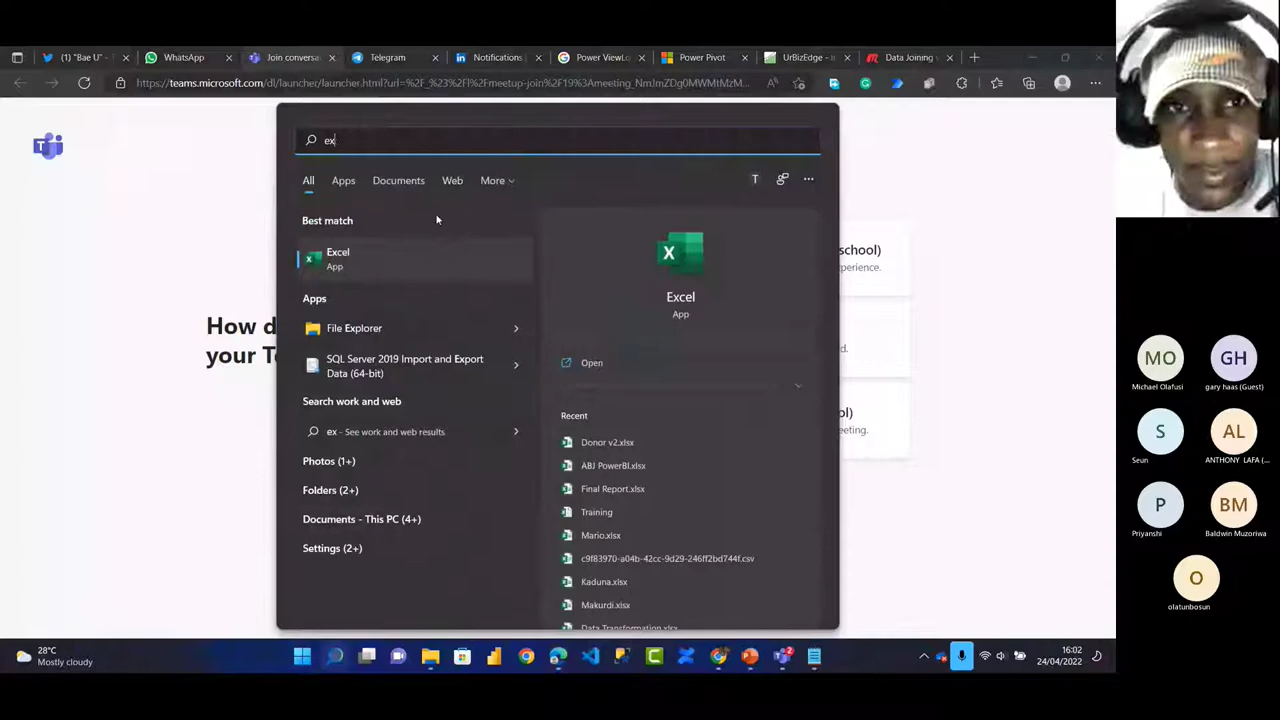 (1) "Bae U"
WhatsApp
Join conversa
Telegram
Notifications
Power ViewLo
Power Pivot
UrBizEdge - I
Data Joining v
https://teams.microsoft.com/dl/launcher/launcher.html?url=%2F_%23%2Fl%2Fmeetup-join%2F19%3Ameeting_NmJmZDg0MWMtMzM...
ex
All
Apps
Documents
Web
More
T
Best match
Excel
App
Apps
File Explorer
SQL Server 2019 Import and Export
Data (64-bit)
Search work and web
ex - See work and web results
Photos (1+)
Folders (2+)
Documents - This PC (4+)
Settings (2+)
Excel
App
Open
Recent
Donor v2.xlsx
ABJ PowerBI.xlsx
Final Report.xlsx
Training
Mario.xlsx
c9f83970-a04b-42cc-9d29-246ff2bd744f.csv
Kaduna.xlsx
Makurdi.xlsx
Data Transformation.xlsx
How d
your T
school)
xperience.
d.
ol)
eeting.
28°C
Mostly cloudy
2
16:02
24/04/2022
MO
Michael Olafusi
GH
gary haas (Guest)
S
Seun
AL
ANTHONY LAFA (...
P
Priyanshi
BM
Baldwin Muzoriwa
O
olatunbosun